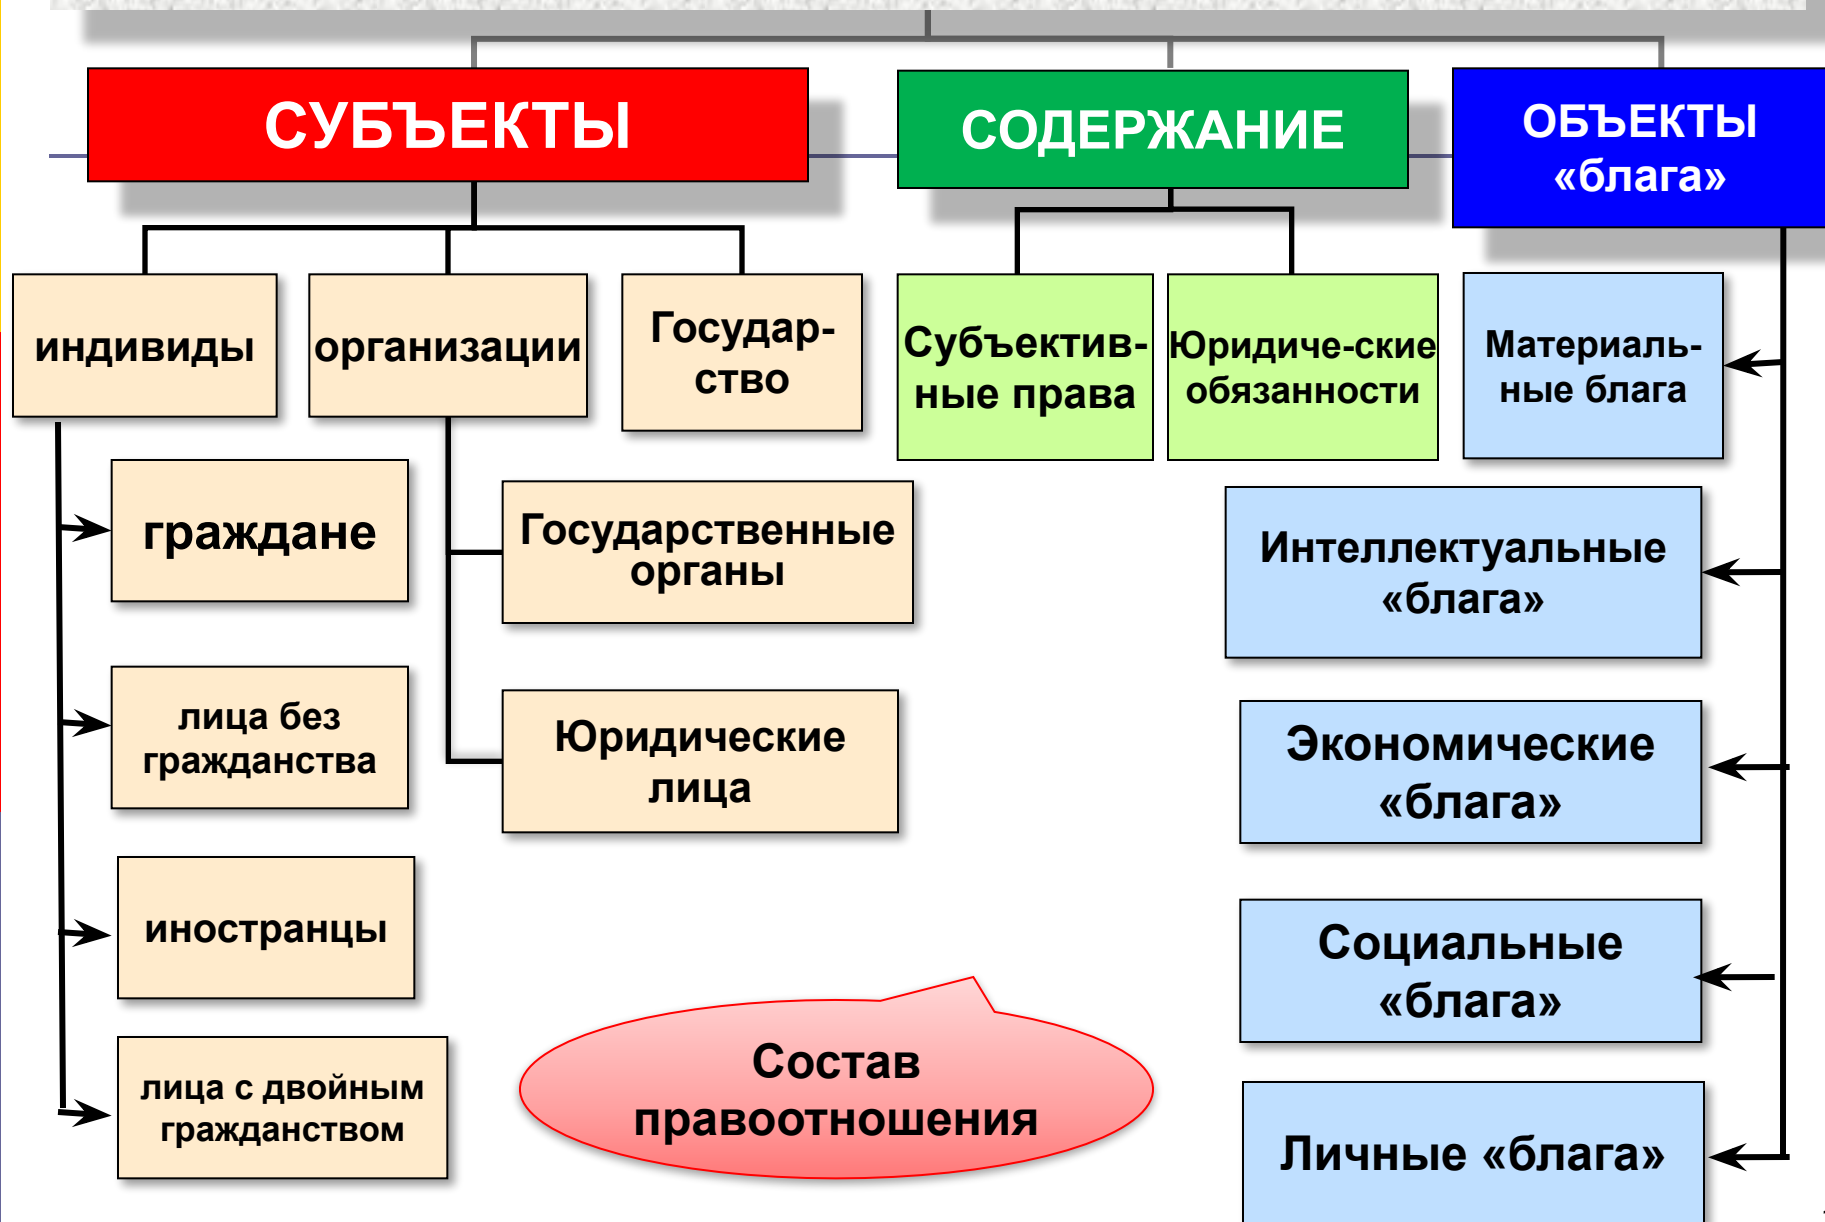 СУБЪЕКТЫ
СОДЕРЖАНИЕ
ОБЪЕКТЫ
«блага»
индивиды
организации
Государ-
ство
Субъектив-
ные права
Юридиче-ские
обязанности
Материаль-
ные блага
граждане
Государственные
органы
Интеллектуальные
«блага»
лица без
гражданства
Юридические
лица
Экономические
«блага»
иностранцы
Социальные
«блага»
лица с двойным
гражданством
Состав
правоотношения
Личные «блага»